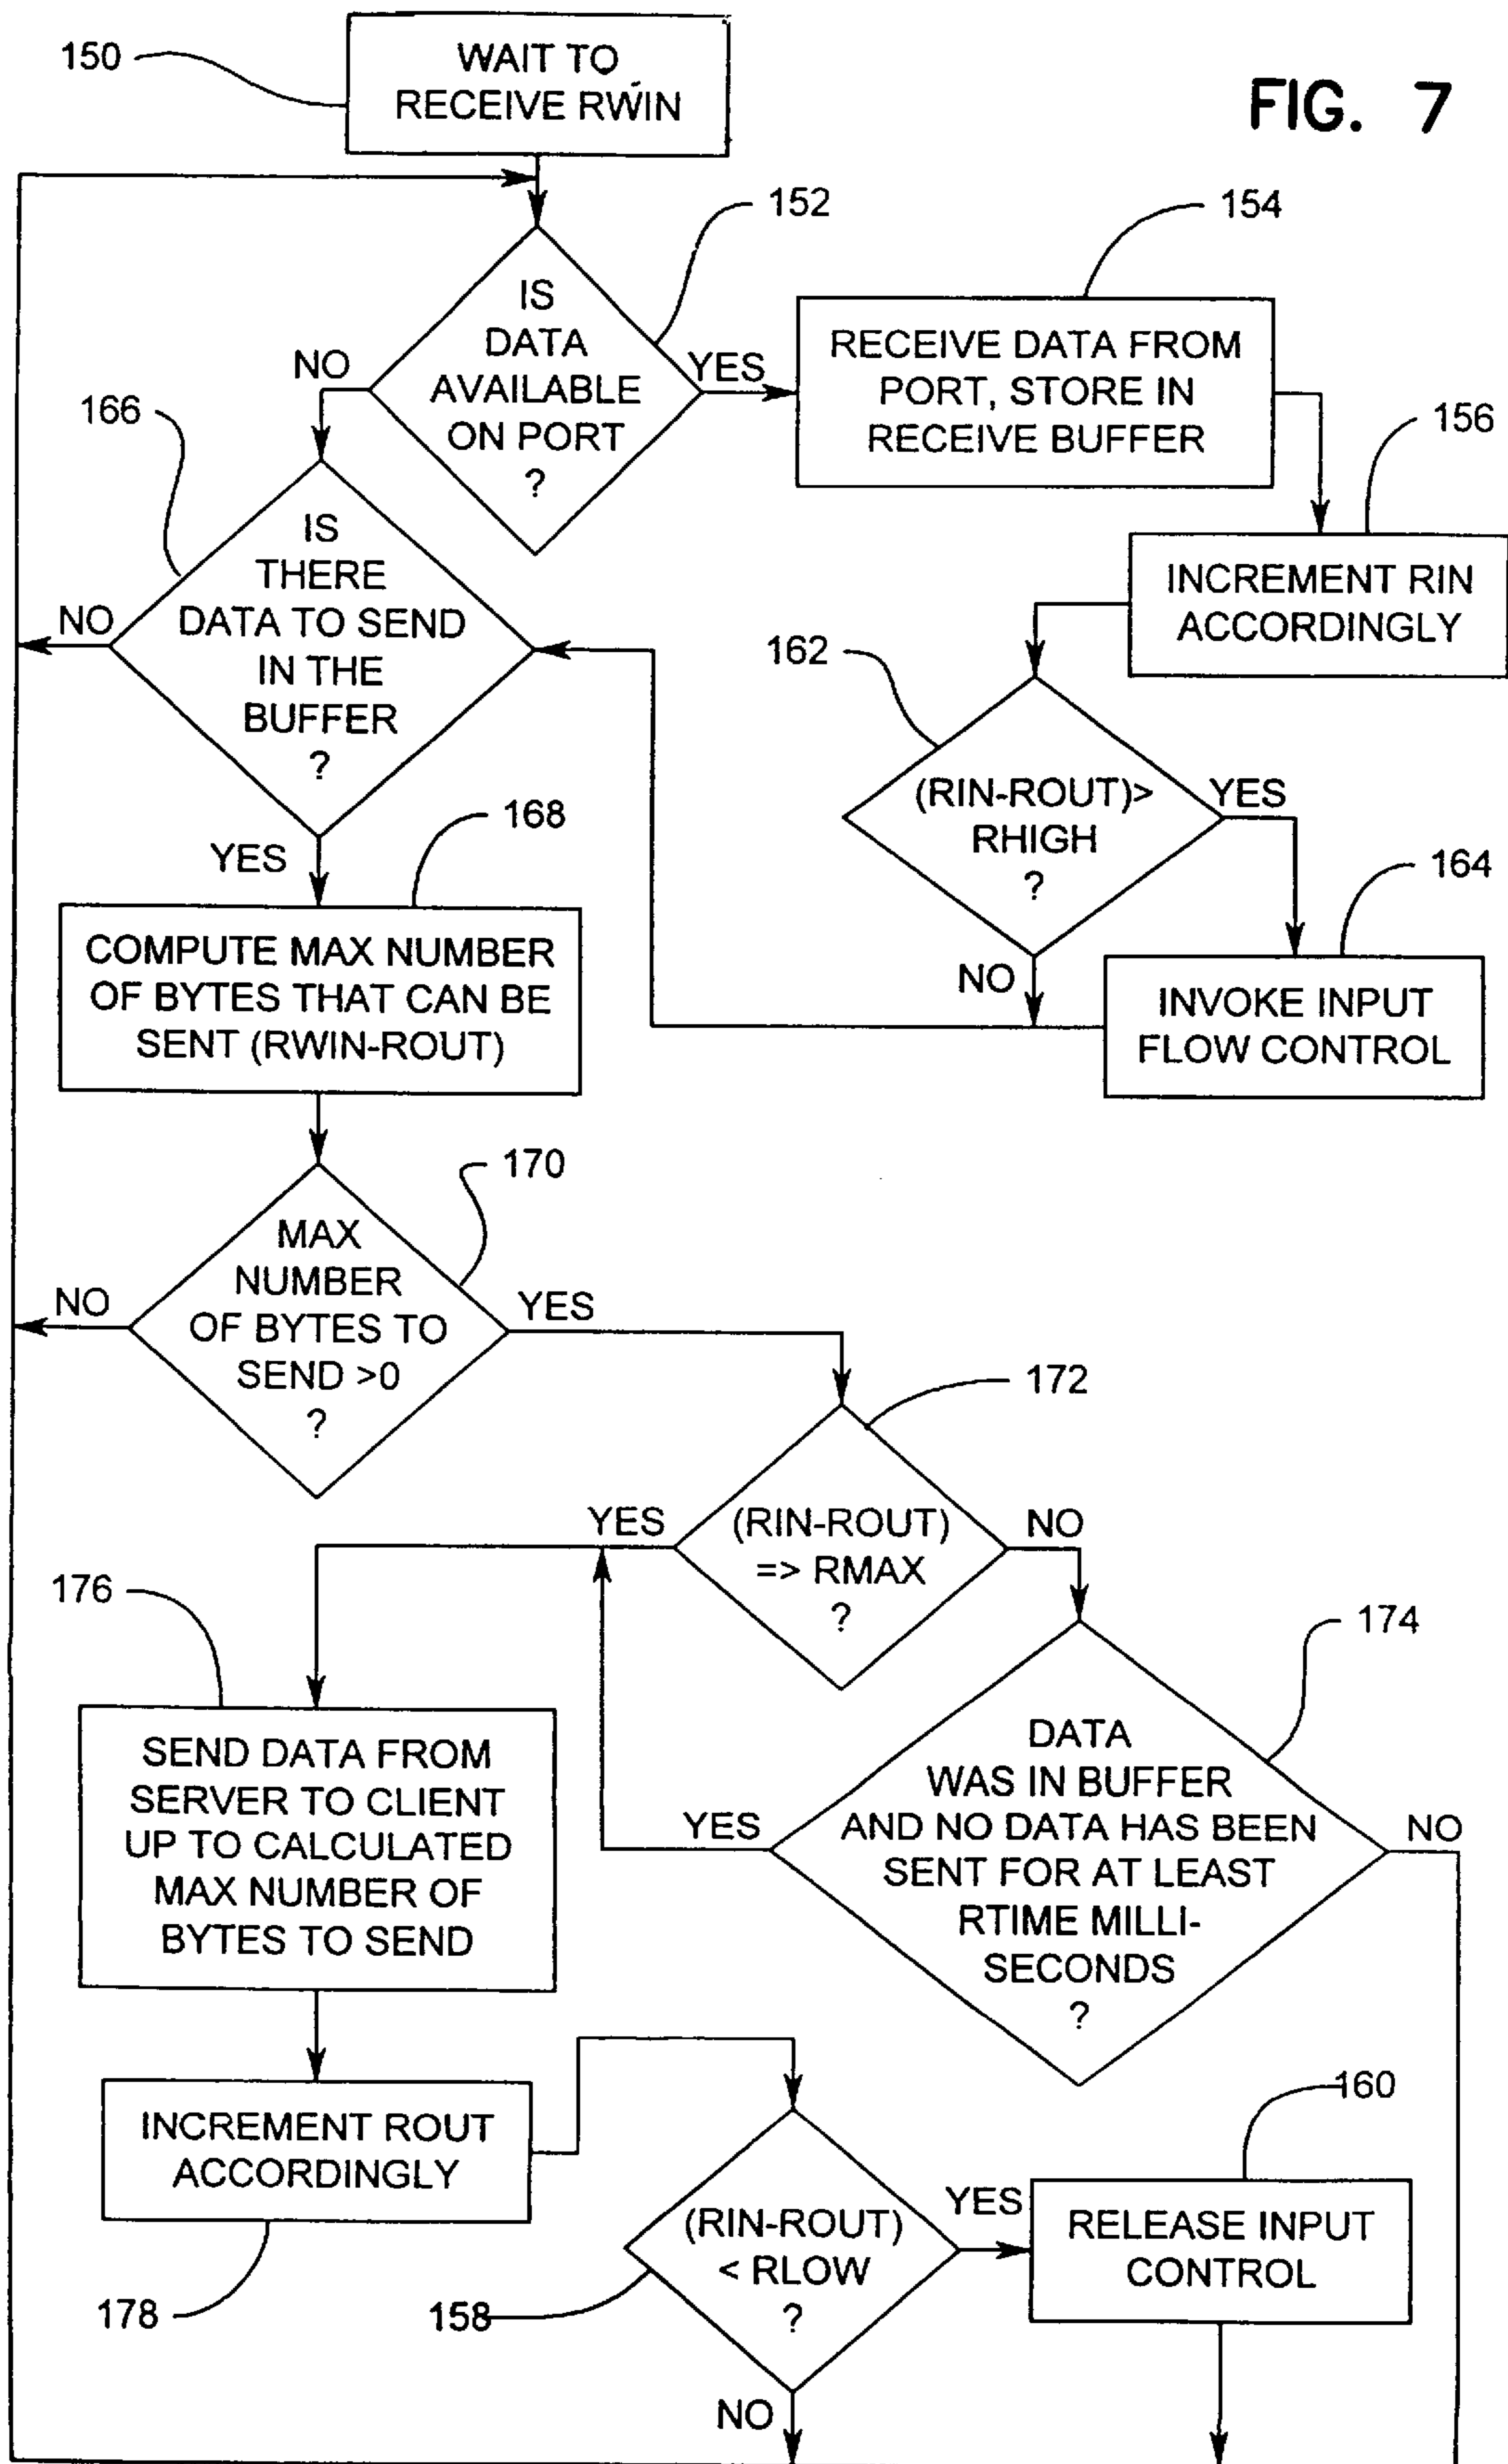 FIG. 7
150
WAIT TO
RECEIVE RWIN
152
IS
DATA
AVAILABLE
ON PORT
?
NO
YES
154
RECEIVE DATA FROM
PORT, STORE IN
RECEIVE BUFFER
156
INCREMENT RIN
ACCORDINGLY
162
(RIN-ROUT)>
RHIGH
?
YES
NO
164
INVOKE INPUT
FLOW CONTROL
166
IS
THERE
DATA TO SEND
IN THE
BUFFER
?
NO
YES
168
COMPUTE MAX NUMBER
OF BYTES THAT CAN BE
SENT (RWIN-ROUT)
170
MAX
NUMBER
OF BYTES TO
SEND >0
?
NO
YES
172
(RIN-ROUT)
=> RMAX
?
YES
NO
174
DATA
WAS IN BUFFER
AND NO DATA HAS BEEN
SENT FOR AT LEAST
RTIME MILLI-
SECONDS
?
YES
NO
176
SEND DATA FROM
SERVER TO CLIENT
UP TO CALCULATED
MAX NUMBER OF
BYTES TO SEND
INCREMENT ROUT
ACCORDINGLY
178
158
(RIN-ROUT)
< RLOW
?
YES
NO
160
RELEASE INPUT
CONTROL